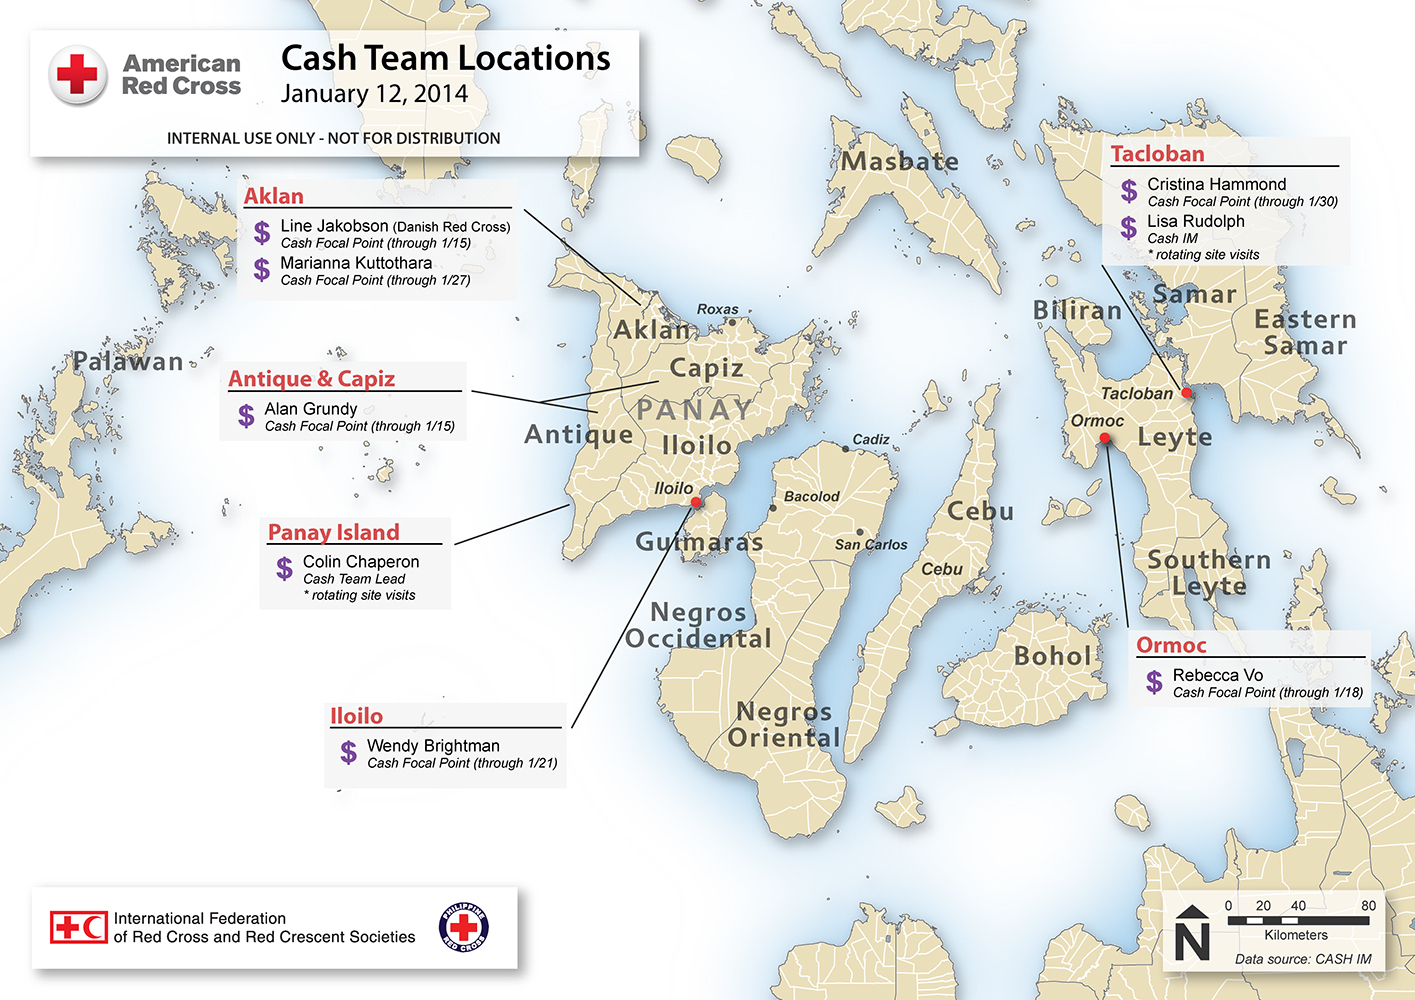 American
Red Cross
Cash Team Locations
January 12, 2014
INTERNAL USE ONLY - NOT FOR DISTRIBUTION
Aklan
$ Line Jakobson (Danish Red Cross)
Cash Focal Point (through 1/15)
$ Marianna Kuttothara
Cash Focal Point (through 1/27)
Antique & Capiz
$ Alan Grundy
Cash Focal Point (through 1/15)
Panay Island
$ Colin Chaperon
Cash Team Lead
* rotating site visits
Iloilo
$ Wendy Brightman
Cash Focal Point (through 1/21)
Tacloban
$ Cristina Hammond
Cash Focal Point (through 1/30)
$ Lisa Rudolph
Cash IM
* rotating site visits
Ormoc
$ Rebecca Vo
Cash Focal Point (through 1/18)
Masbate
Palawan
Aklan
Roxas
Capiz
PANAY
Antique
Iloilo
Iloilo
Guimaras
Cadiz
Bacolod
San Carlos
Negros
Occidental
Negros
Oriental
Cebu
Cebu
Bohol
Biliran
Samar
Eastern
Samar
Tacloban
Ormoc
Leyte
Southern
Leyte
International Federation
of Red Cross and Red Crescent Societies
PHILIPPINE
RED CROSS
N
0 20 40 80
Kilometers
Data source: CASH IM